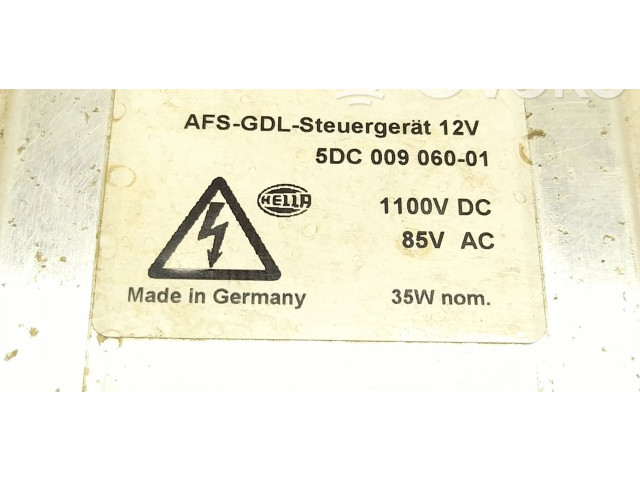 AFS-GDL-Steuergerät 12V
5DC 009 060-01
HELLA
1100V DC
85V AC
Made in Germany
35W nom.